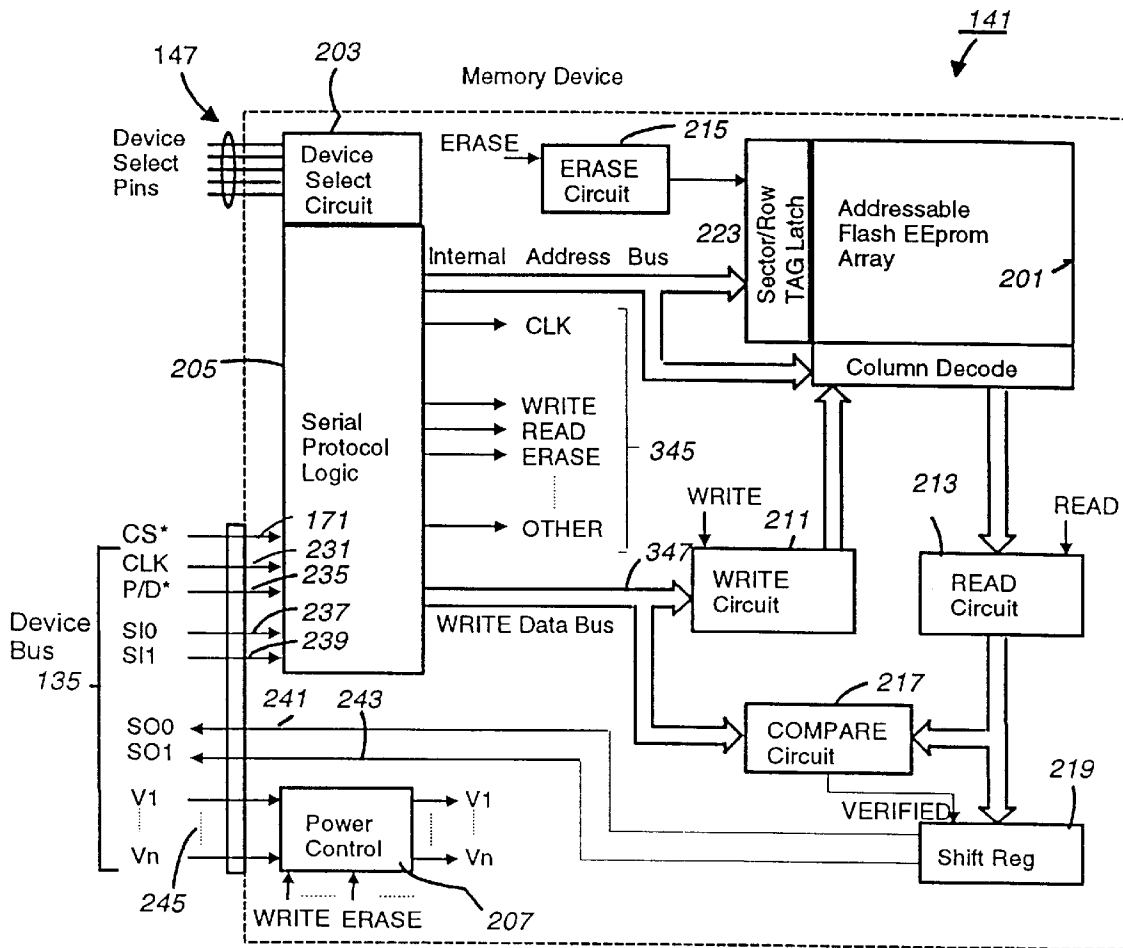 141
147
203
Memory Device
Device
Select
Pins
Device
Select
Circuit
ERASE
215
ERASE
Circuit
223
Sector/Row
TAG Latch
Addressable
Flash EEprom
Array
201
Internal Address Bus
CLK
Column Decode
205
Serial
Protocol
Logic
WRITE
READ
ERASE
OTHER
345
WRITE
211
213
READ
CS*
171
CLK
231
P/D*
235
347
WRITE
Circuit
READ
Circuit
Device
Bus
135
SI0
237
SI1
239
WRITE Data Bus
241
243
217
SO0
SO1
COMPARE
Circuit
219
V1
V1
VERIFIED
Power
Control
Shift Reg
Vn
Vn
245
WRITE ERASE
207